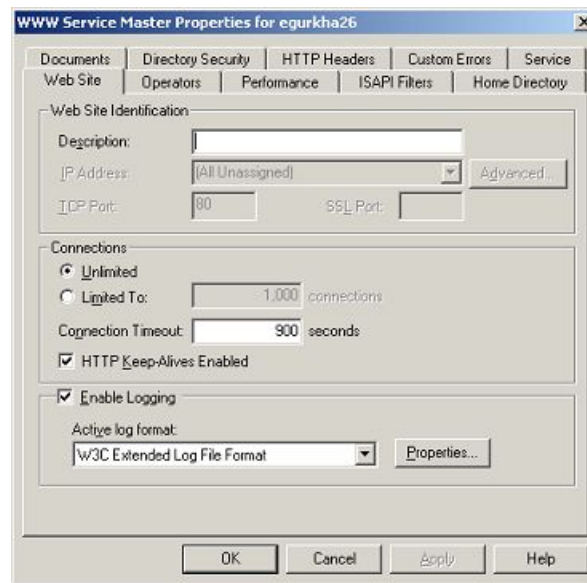 WWW Service Master Properties for egurkha26
Documents Directory Security HTTP Headers Custom Errors Service
Web Site Operators Performance ISAPI Filters Home Directory
Web Site Identification
Description:
IP Address: (All Unassigned) Advanced...
TCP Port: 80 SSL Port:
Connections
Unlimited
Limited To: 1,000 connections
Connection Timeout: 900 seconds
HTTP Keep-Alives Enabled
Enable Logging
Active log format:
W3C Extended Log File Format Properties...
OK Cancel Apply Help